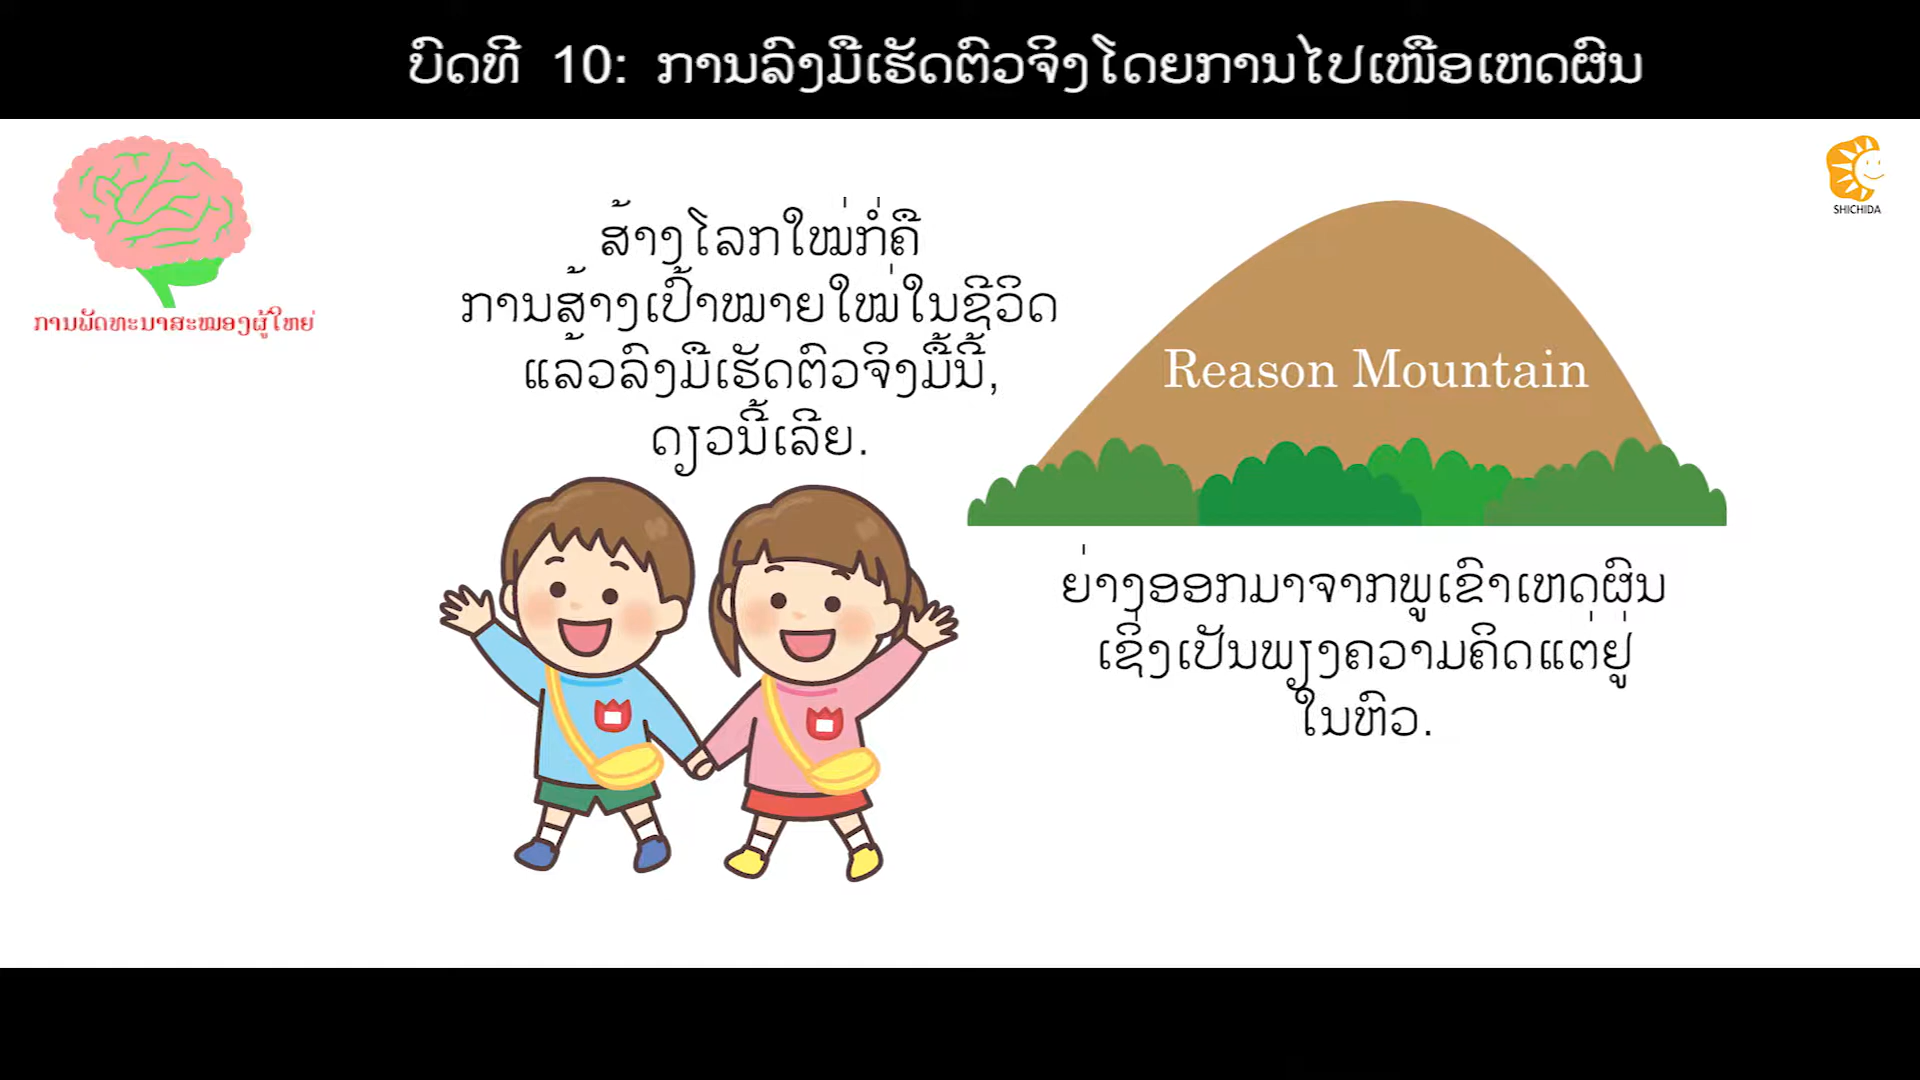 ບົດທີ 10: ການລົງມືເຮັດຕົວຈິງໂດຍການໄປເໜືອເຫດຜົນ
ການພັດທະນາສະໝອງຜູ້ໃຫຍ່
SHICHIDA
ສ້າງໂລກໃໝ່ກໍ່ຄື
ການສ້າງເປົ້າໝາຍໃໝ່ໃນຊີວິດ
ແລ້ວລົງມືເຮັດຕົວຈິງມື້ນີ້,
ດຽວນີ້ເລີຍ.
Reason Mountain
ຍ່າງອອກມາຈາກພູເຂົາເຫດຜົນ
ເຊິ່ງເປັນພຽງຄວາມຄິດແຕ່ຢູ່
ໃນຫົວ.